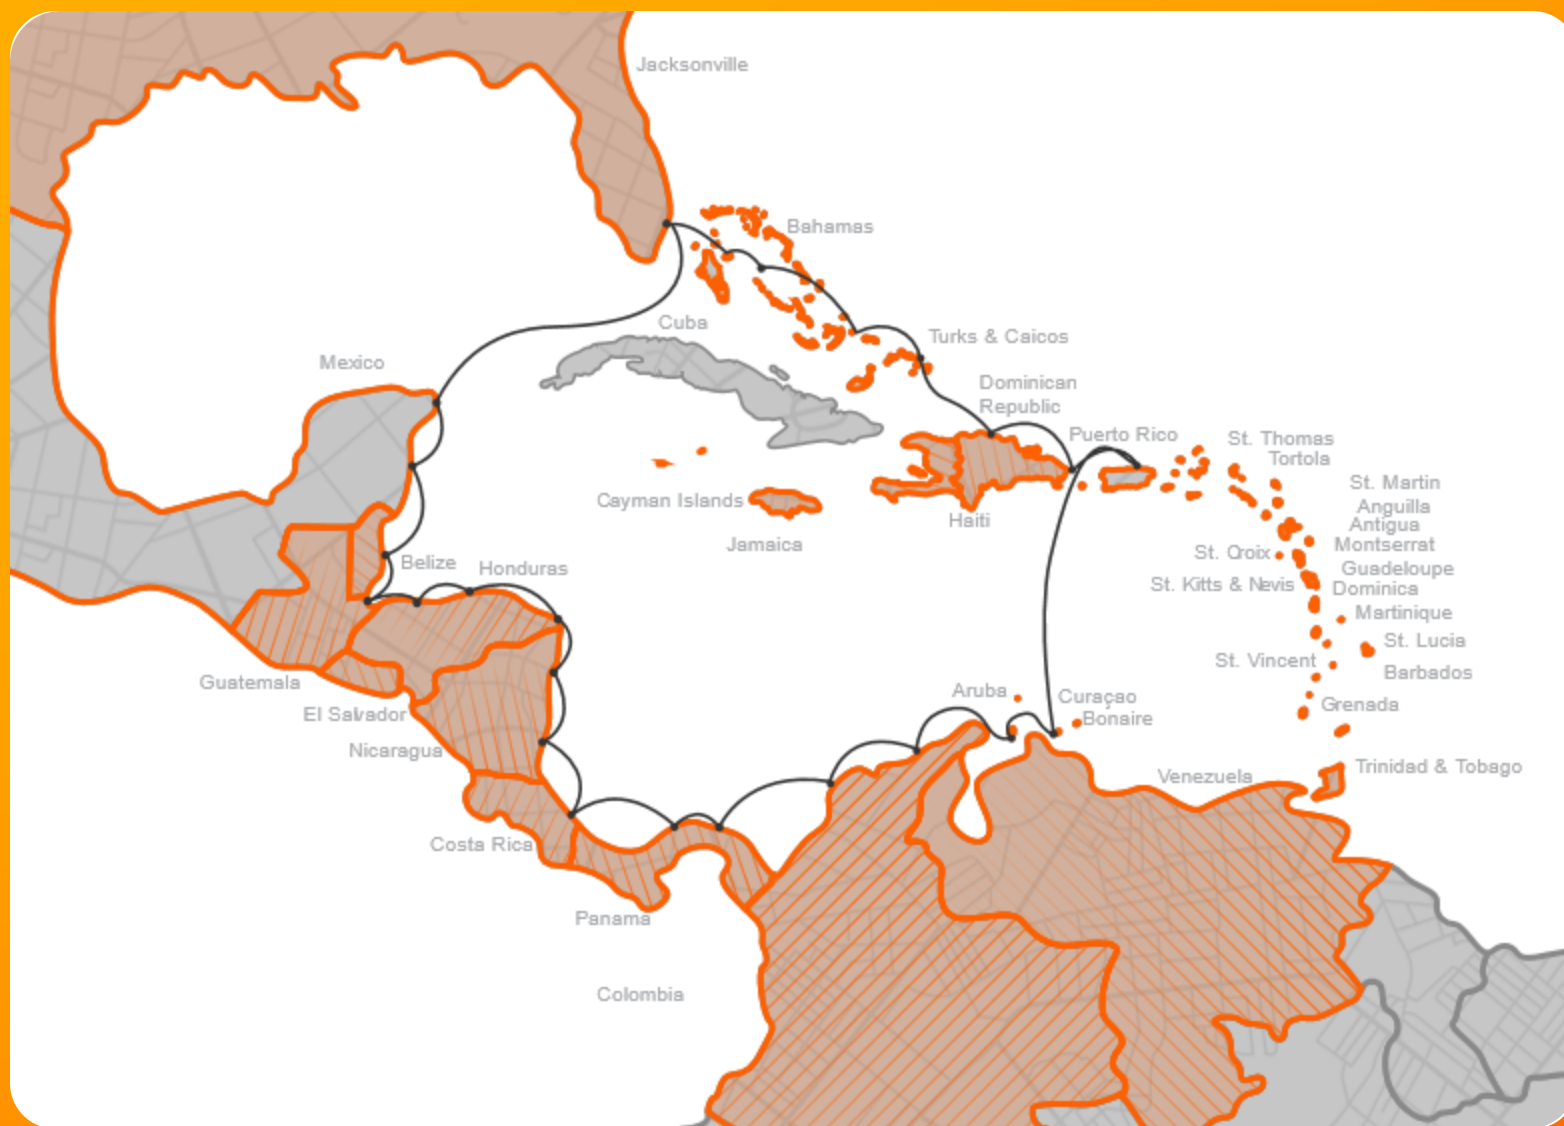 Jacksonville
Bahamas
Cuba
Turks & Caicos
Mexico
Dominican
Republic
Puerto Rico
St. Thomas
Tortola
St. Martin
Cayman Islands
Anguilla
Haiti
Antigua
Jamaica
Montserrat
St. Croix
Belize
Honduras
Guadeloupe
St. Kitts & Nevis
Dominica
Martinique
St. Lucia
St. Vincent
Barbados
Guatemala
Aruba
Curaçao
Grenada
El Salvador
Bonaire
Nicaragua
Trinidad & Tobago
Venezuela
Costa Rica
Panama
Colombia